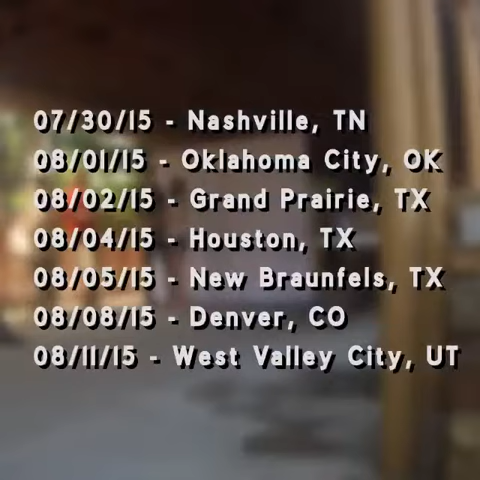 07/30/15 - Nashville, TN
08/01/15 - Oklahoma City, OK
08/02/15 - Grand Prairie, TX
08/04/15 - Houston, TX
08/05/15 - New Braunfels, TX
08/08/15 - Denver, CO
08/11/15 - West Valley City, UT